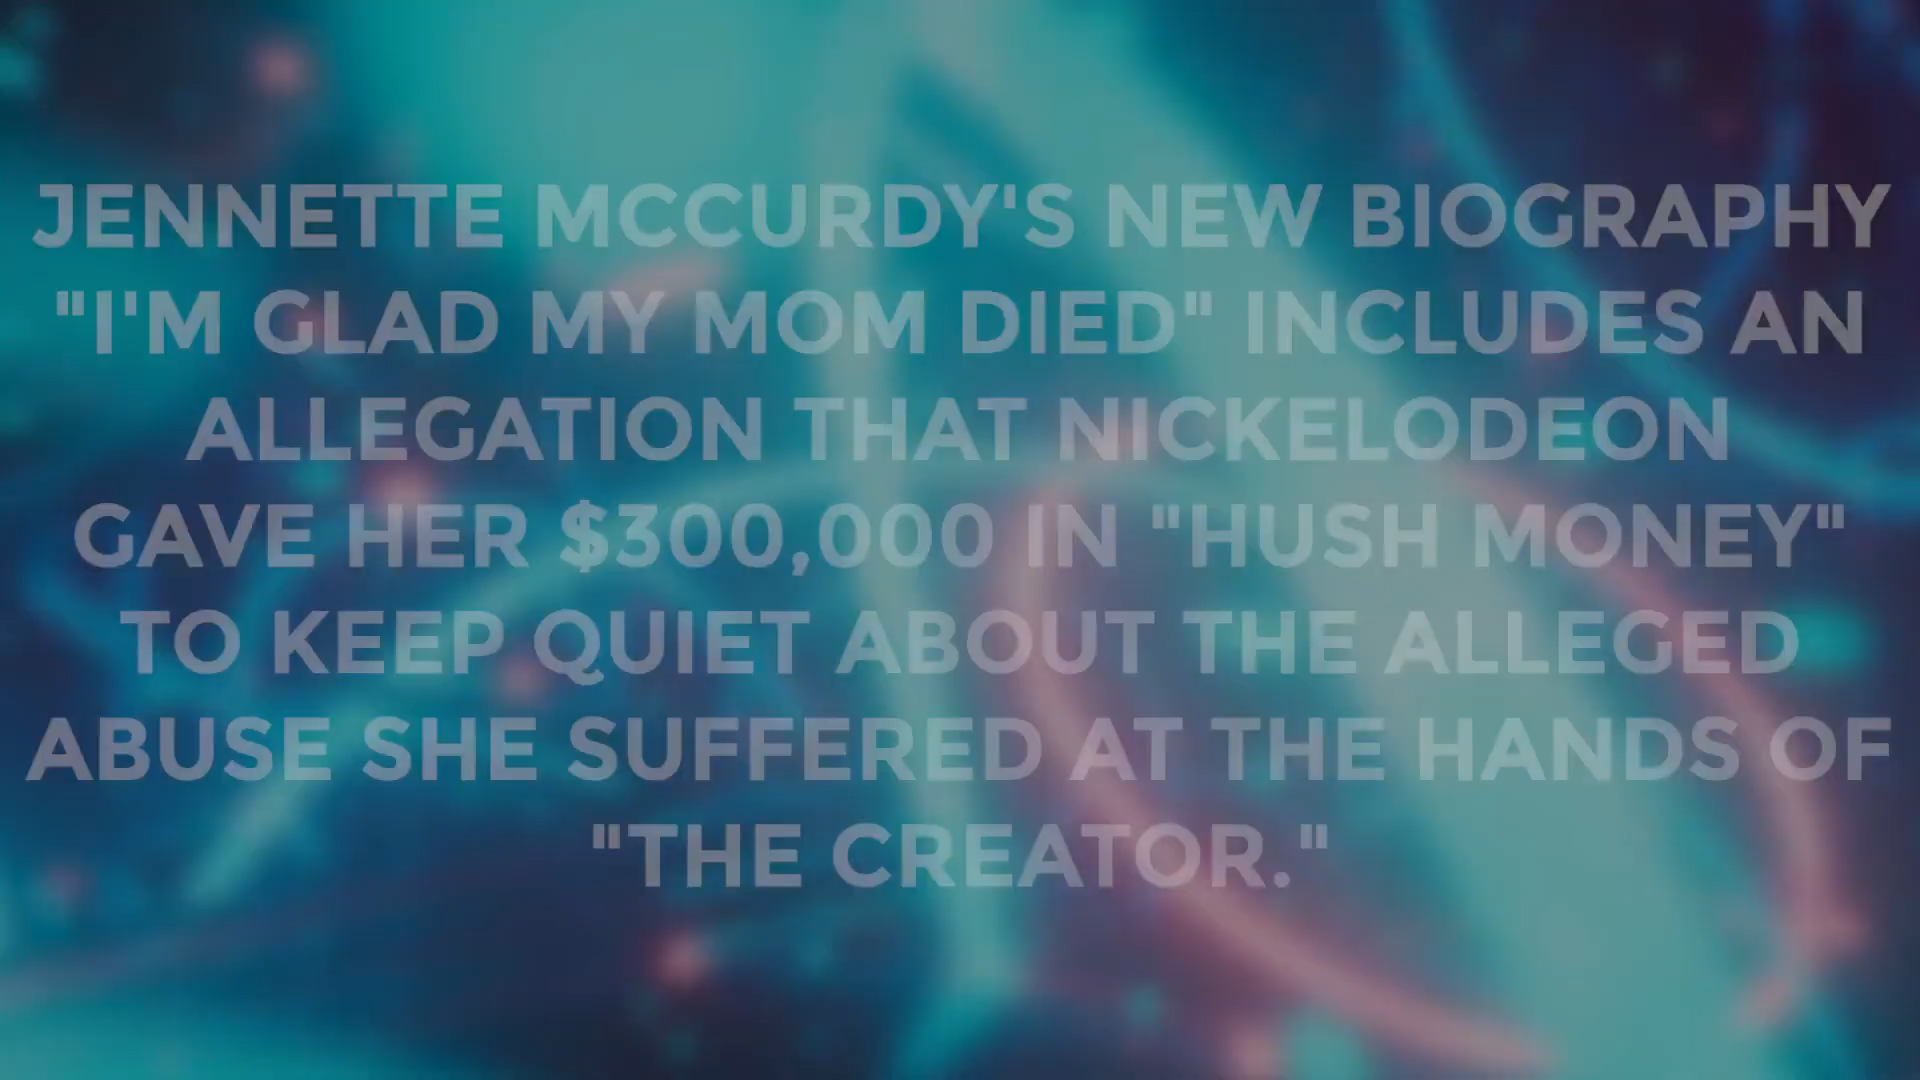 JENNETTE MCCURDY'S NEW BIOGRAPHY
"I'M GLAD MY MOM DIED" INCLUDES AN
ALLEGATION THAT NICKELODEON
GAVE HER $300,000 IN "HUSH MONEY"
TO KEEP QUIET ABOUT THE ALLEGED
ABUSE SHE SUFFERED AT THE HANDS OF
"THE CREATOR."